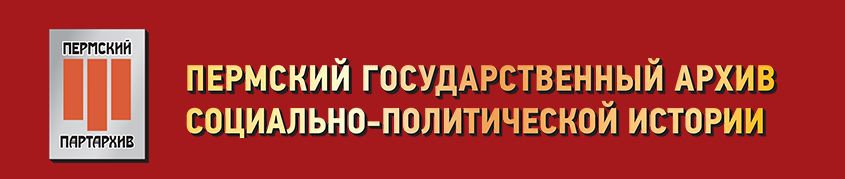 ПЕРМСКИЙ
ПАРТАРХИВ
ПЕРМСКИЙ ГОСУДАРСТВЕННЫЙ АРХИВ
СОЦИАЛЬНО-ПОЛИТИЧЕСКОЙ ИСТОРИИ